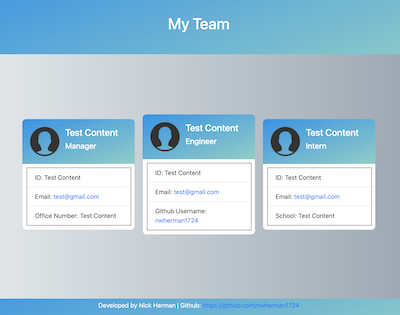 My Team
Test Content
Manager
ID: Test Content
Email: test@gmail.com
Office Number: Test Content
Test Content
Engineer
ID: Test Content
Email: test@gmail.com
Github Username:
nwherman1724
Test Content
Intern
ID: Test Content
Email: test@gmail.com
School: Test Content
Developed by Nick Herman | Github: https://github.com/nwherman1724